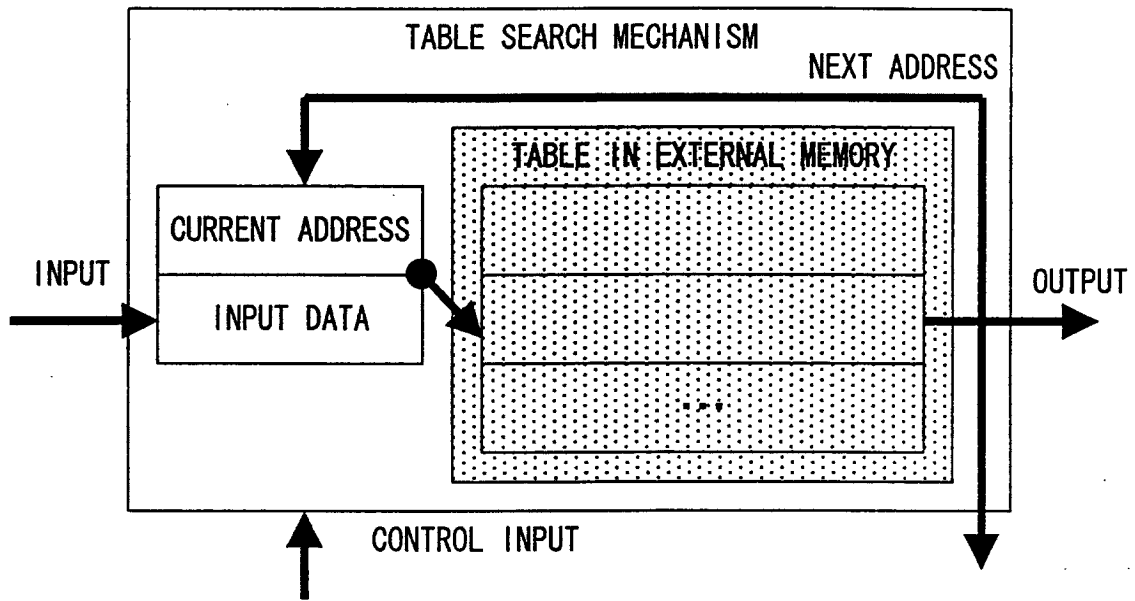 TABLE SEARCH MECHANISM
NEXT ADDRESS
TABLE IN EXTERNAL MEMORY
CURRENT ADDRESS
INPUT
INPUT DATA
OUTPUT
...
CONTROL INPUT